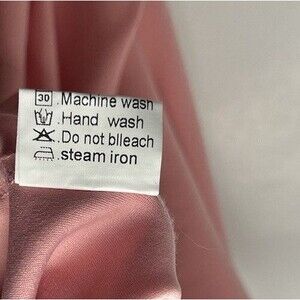 30 .Machine wash
.Hand wash
.Do not blleach
.steam iron